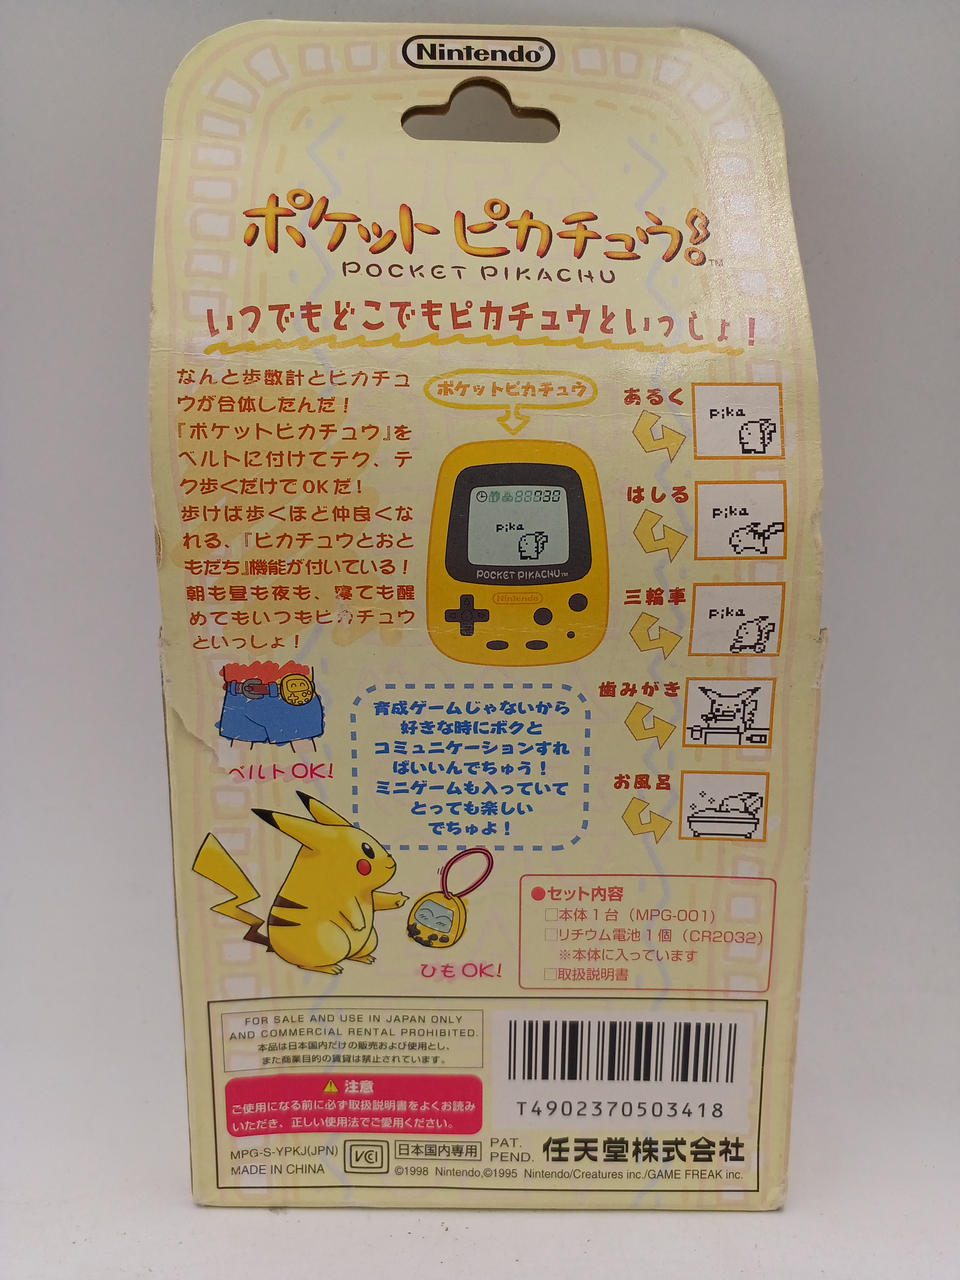 Nintendo®
ポケットピカチュウ!
TM
POCKET PIKACHU
いつでもどこでもピカチュウといっしょ!
なんと歩数計とピカチュ
ウが合体したんだ!
『ポケットピカチュウ』を
ベルトに付けてテク、テ
ク歩くだけでOKだ!
歩けば歩くほど仲良くな
れる、『ピカチュウとおと
もだち』機能が付いている!
朝も昼も夜も、寝ても醒
めてもいつもピカチュウ
といっしょ!
ベルトOK!
ポケットピカチュウ
730
pika
POCKET PIKACHU TM
Nintendo
あるく
pika
はしる
pika
三輪車
pika
歯みがき
お風呂
育成ゲームじゃないから
好きな時にボクと
コミュニケーションすれ
ばいいんでちゅう!
ミニゲームも入っていて
とっても楽しい
でちゅよ!
ひもOK!
●セット内容
□本体1台(MPG-001)
□リチウム電池1個(CR2032)
※本体に入っています
□取扱説明書
FOR SALE AND USE IN JAPAN ONLY
AND COMMERCIAL RENTAL PROHIBITED.
本品は日本国内だけの販売および使用とし、
また商業目的の賃貸は禁止されています。
⚠注意
ご使用になる前に必ず取扱説明書をよくお読み
いただき、正しい使用法でご愛用ください。
T4902370503418
MPG-S-YPKJ(JPN)
MADE IN CHINA
VCCI
日本国内専用
PAT.
PEND.
任天堂株式会社
©1998 Nintendo,©1995 Nintendo/Creatures inc./GAME FREAK inc.